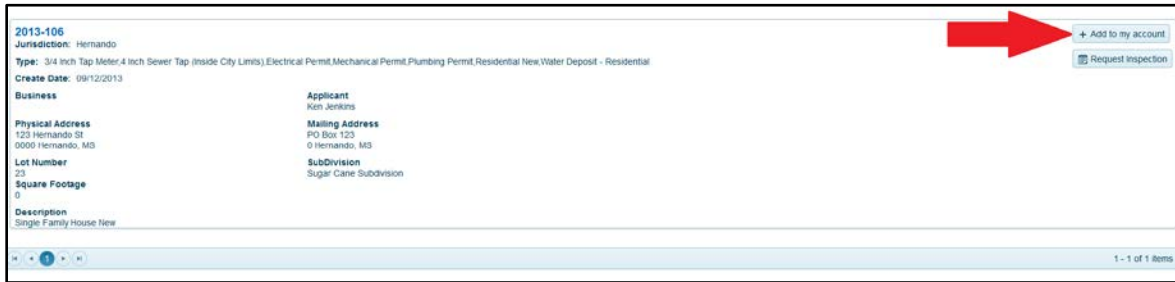 2013-106
+ Add to my account
Jurisdiction: Hernando
Request Inspection
Type: 3/4 Inch Tap Meter,4 Inch Sewer Tap (Inside City Limits),Electrical Permit,Mechanical Permit,Plumbing Permit,Residential New,Water Deposit - Residential
Create Date: 09/12/2013
Business
Applicant
Ken Jenkins
Physical Address
123 Hernando St
0000 Hernando, MS
Mailing Address
PO Box 123
0 Hernando, MS
Lot Number
23
SubDivision
Sugar Cane Subdivision
Square Footage
0
Description
Single Family House New
1
1 - 1 of 1 items